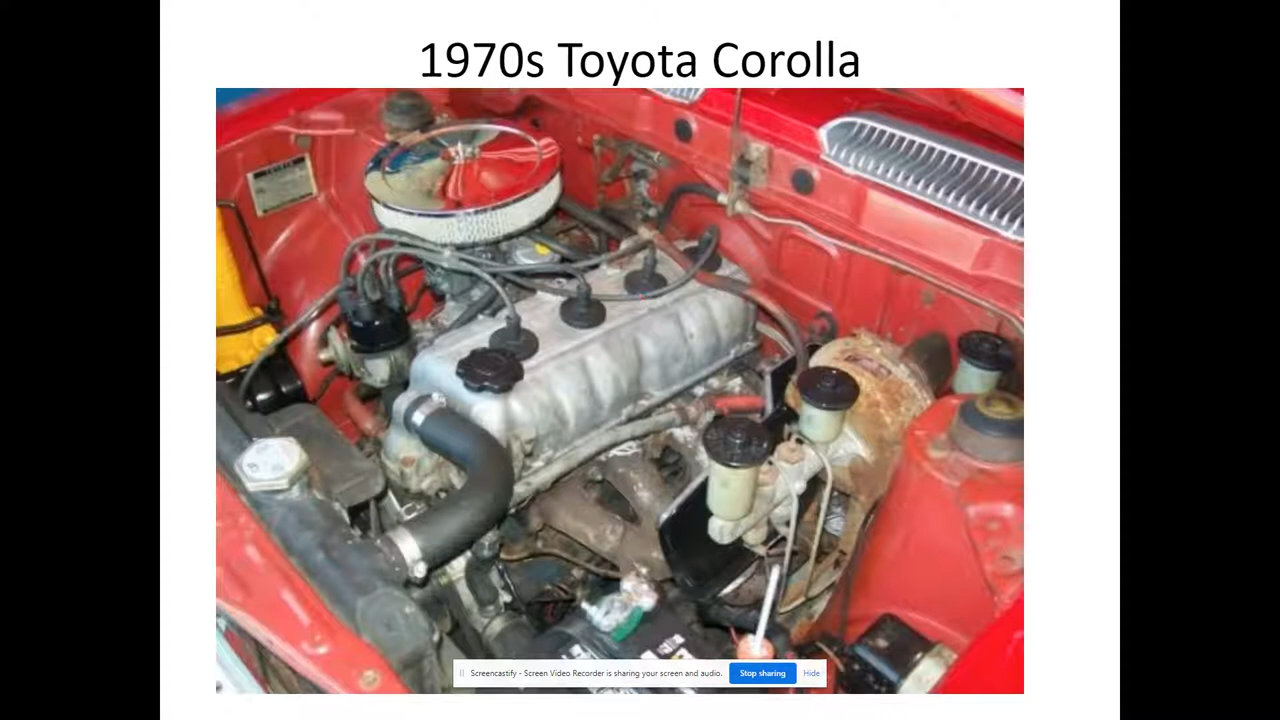 1970s Toyota Corolla
Screencastify - Screen Video Recorder is sharing your screen and audio.
Stop sharing
Hide